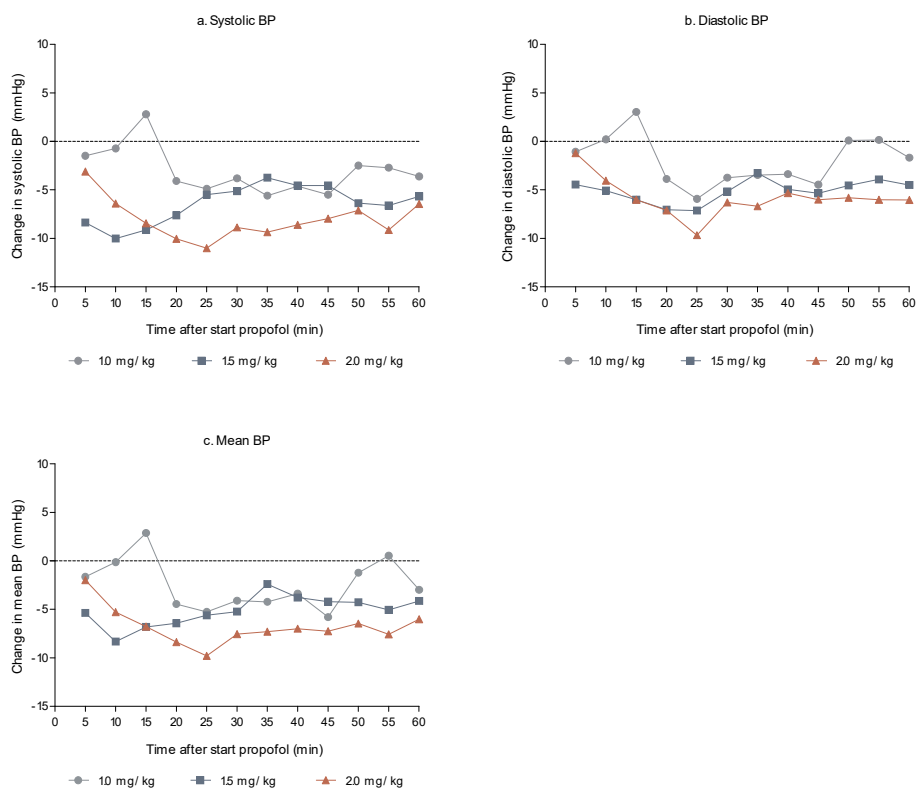 a. Systolic BP
Change in systolic BP (mmHg)
10
5
0
-5
-10
-15
0 5 10 15 20 25 30 35 40 45 50 55 60
Time after start propofol (min)
1.0 mg/kg 1.5 mg/kg 2.0 mg/kg
b. Diastolic BP
Change in diastolic BP (mmHg)
10
5
0
-5
-10
-15
0 5 10 15 20 25 30 35 40 45 50 55 60
Time after start propofol (min)
1.0 mg/kg 1.5 mg/kg 2.0 mg/kg
c. Mean BP
Change in mean BP (mmHg)
10
5
0
-5
-10
-15
0 5 10 15 20 25 30 35 40 45 50 55 60
Time after start propofol (min)
1.0 mg/kg 1.5 mg/kg 2.0 mg/kg